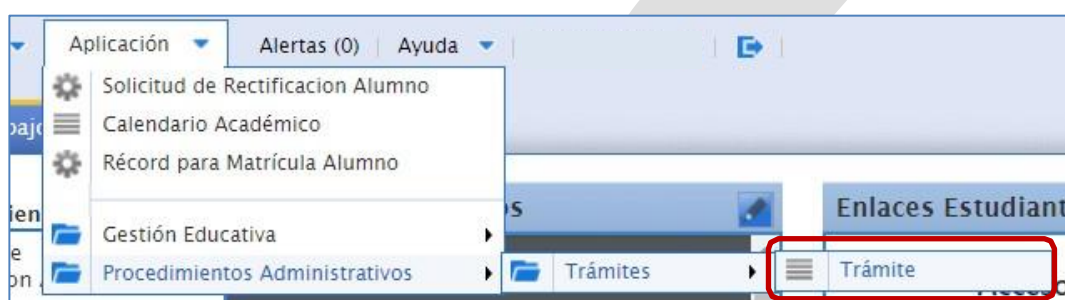 Aplicación Alertas (0) Ayuda
Solicitud de Rectificacion Alumno
Calendario Académico
Récord para Matrícula Alumno
Enlaces Estudiant
Gestión Educativa
Procedimientos Administrativos Trámites Trámite